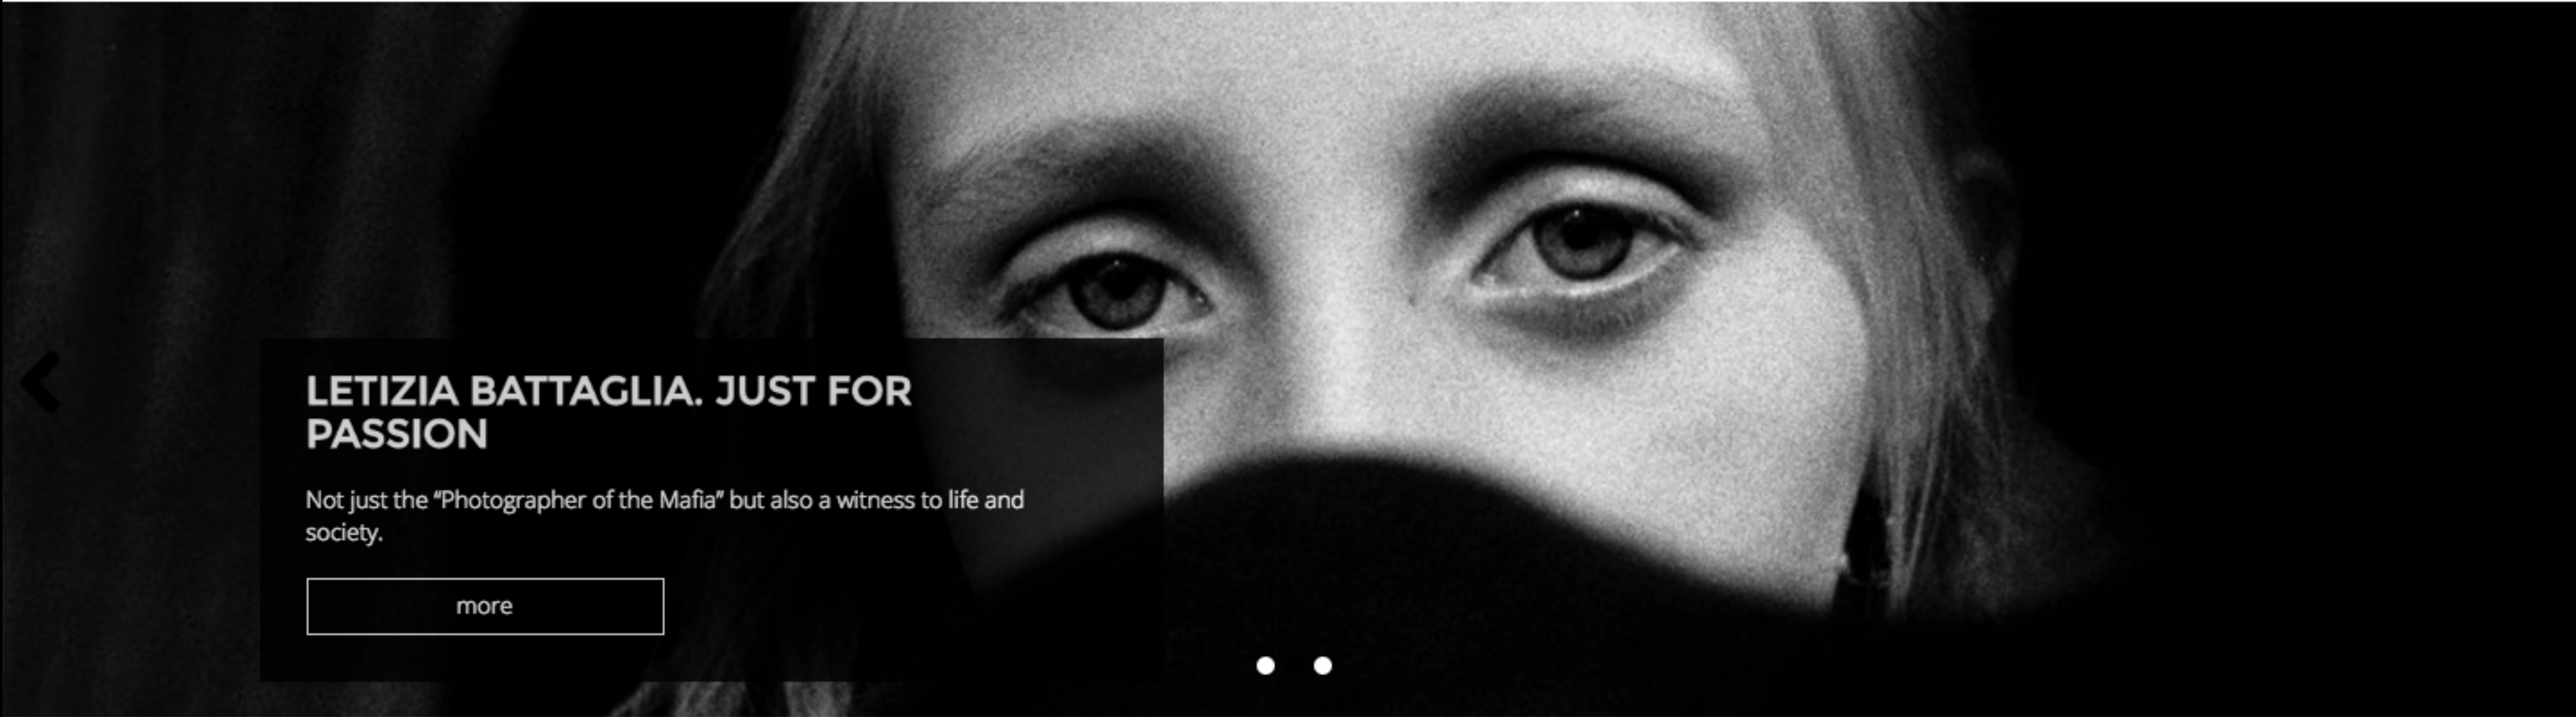 LETIZIA BATTAGLIA. JUST FOR
PASSION
Not just the “Photographer of the Mafia” but also a witness to life and
society.
more